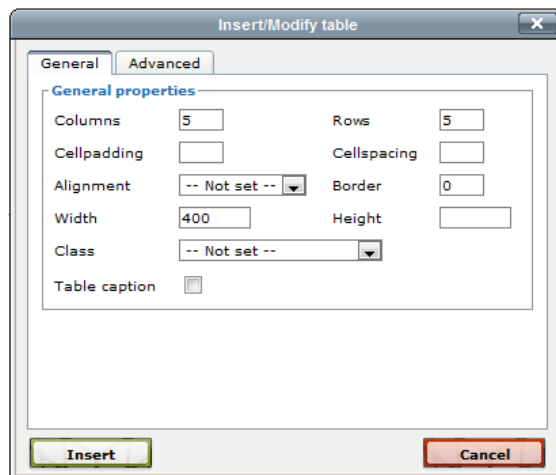 Insert/Modify table
General Advanced
General properties
Columns 5 Rows 5
Cellpadding Cellspacing
Alignment -- Not set -- Border 0
Width 400 Height
Class -- Not set --
Table caption
Insert Cancel